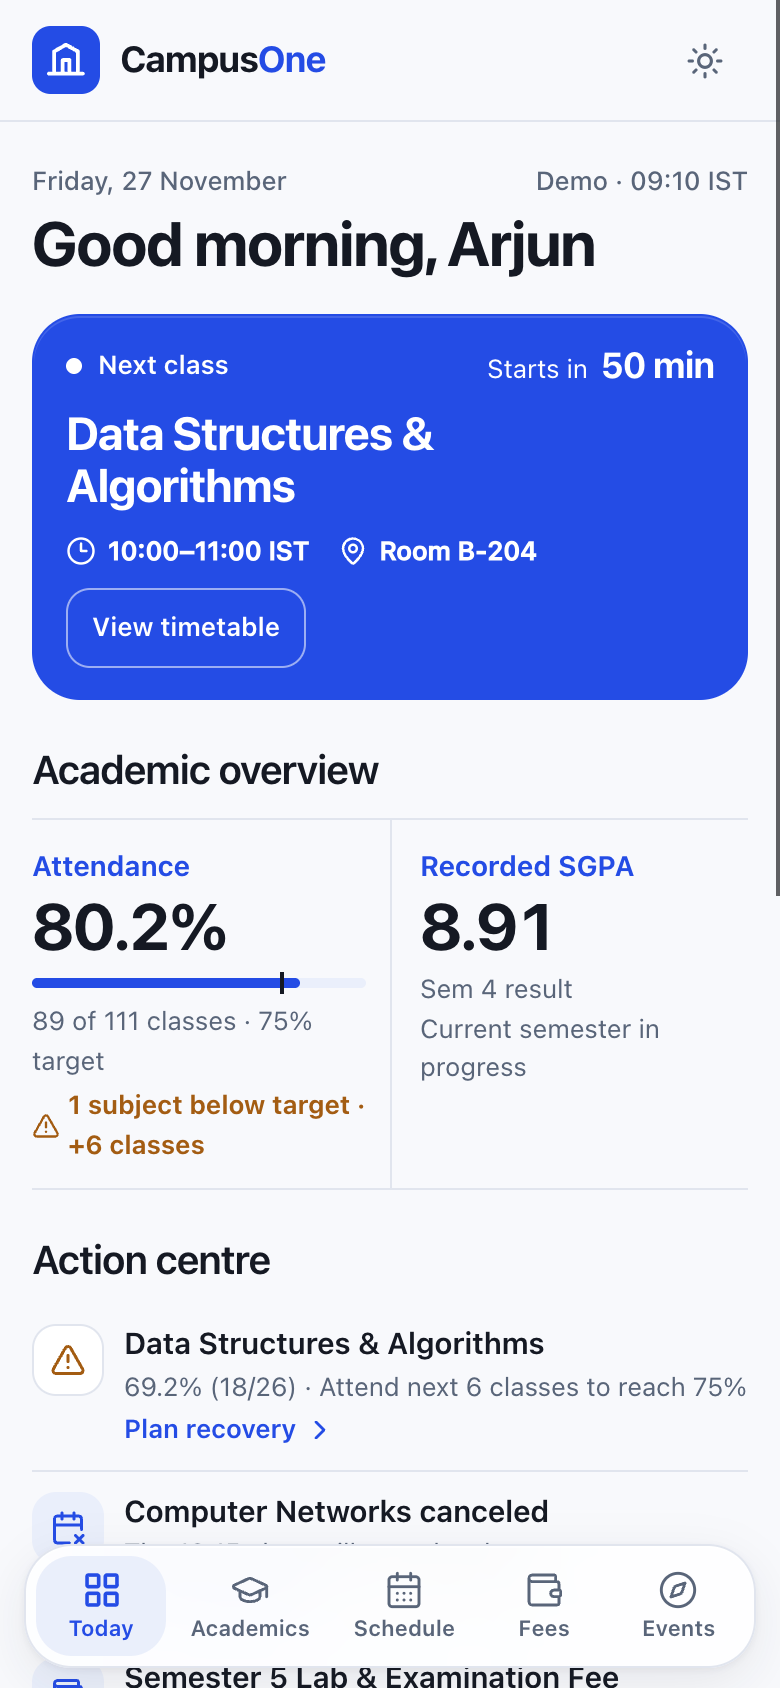 CampusOne
Friday, 27 November
Demo · 09:10 IST
Good morning, Arjun
Next class
Starts in 50 min
Data Structures &
Algorithms
10:00–11:00 IST
Room B-204
View timetable
Academic overview
Attendance
80.2%
89 of 111 classes · 75%
target
1 subject below target ·
+6 classes
Recorded SGPA
8.91
Sem 4 result
Current semester in
progress
Action centre
Data Structures & Algorithms
69.2% (18/26) · Attend next 6 classes to reach 75%
Plan recovery
Computer Networks canceled
Today
Academics
Schedule
Fees
Events
Semester 5 Lab & Examination Fee